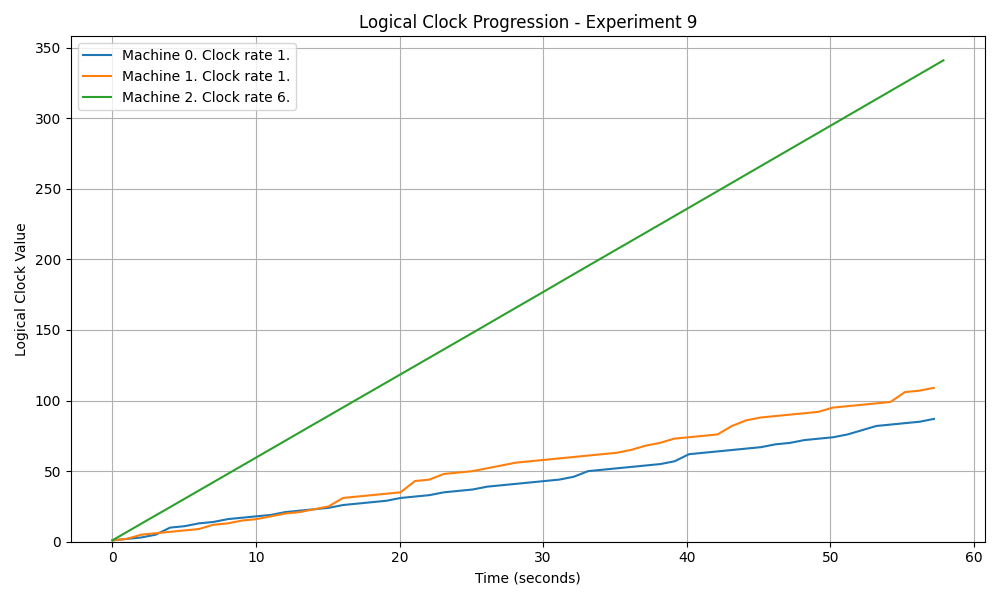 Logical Clock Progression - Experiment 9
Machine 0. Clock rate 1.
Machine 1. Clock rate 1.
Machine 2. Clock rate 6.
Logical Clock Value
350
300
250
200
150
100
50
0
0 10 20 30 40 50 60
Time (seconds)